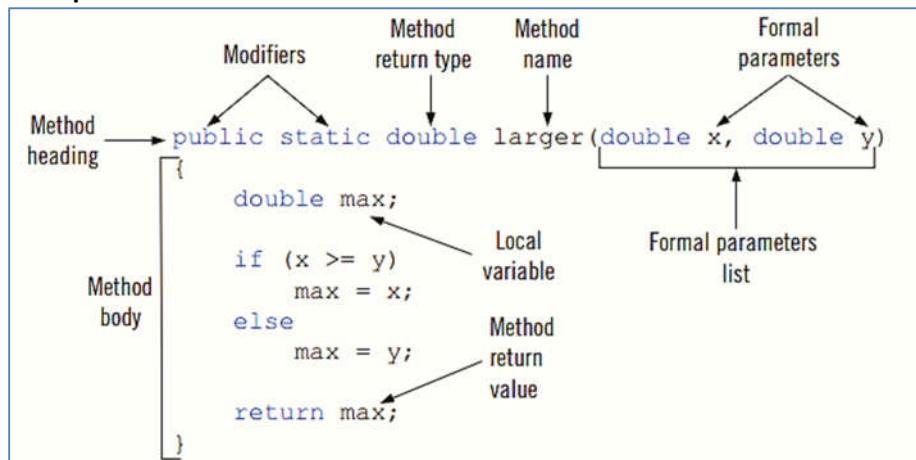 Method
return type
Method
name
Formal
parameters
Modifiers
Method
heading
public static double larger(double x, double y)
{
double max;
Local
variable
Formal parameters
list
if (x >= y)
max = x;
Method
body
else
max = y;
Method
return
value
return max;
}